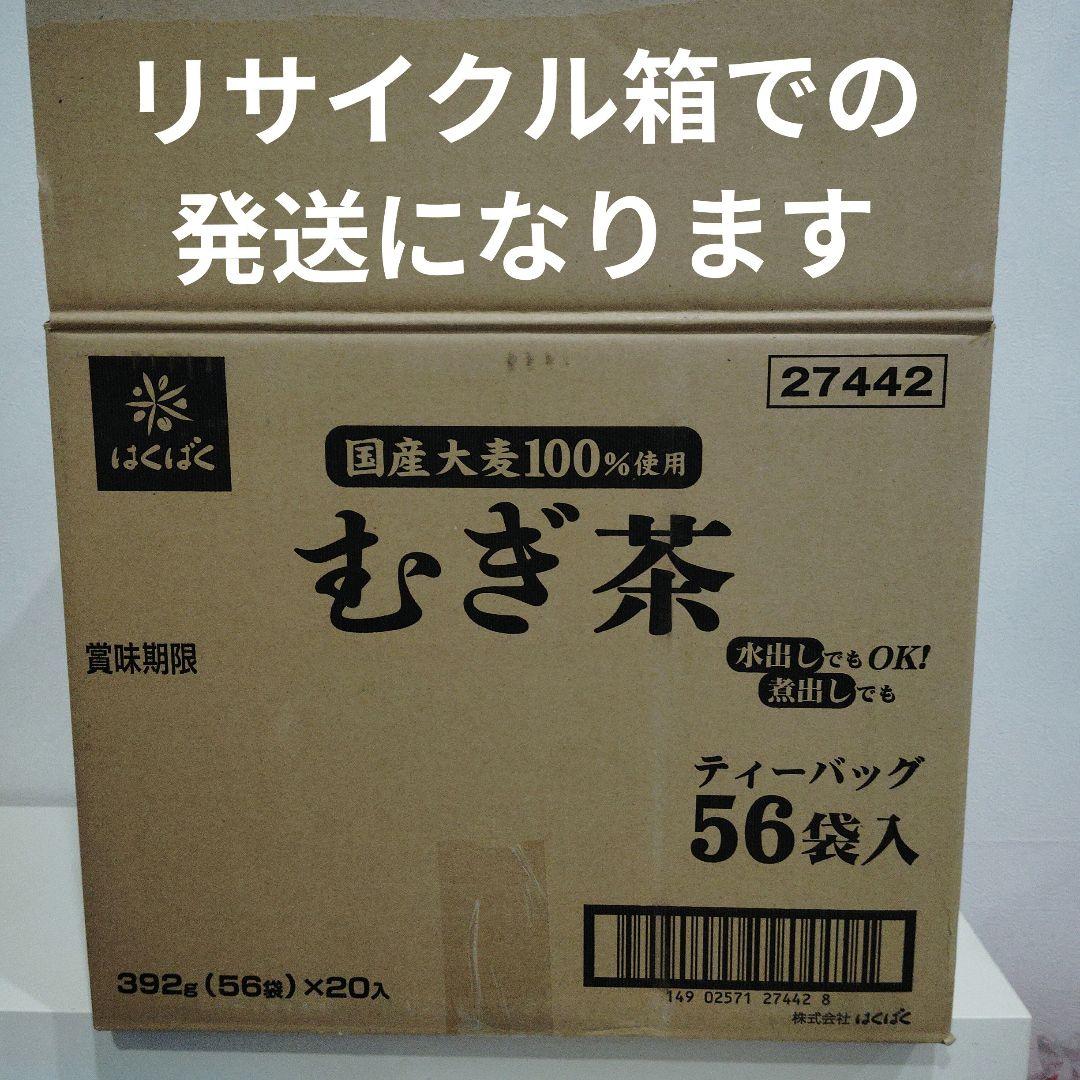 リサイクル箱での
発送になります
27442
はくばく
国産大麦100%使用
むぎ茶
賞味期限
水出しでもOK!
煮出しでも
ティーバッグ
56袋入
392g(56袋)×20入
149 02571 27442 8
株式会社 はくばく